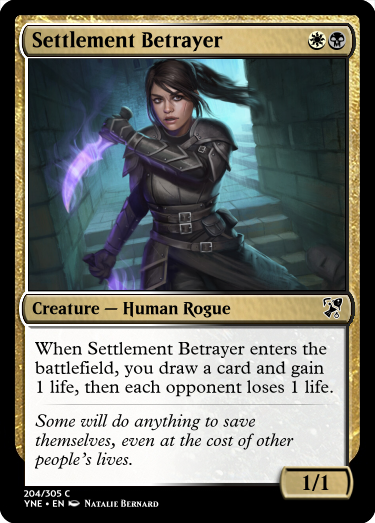 Settlement Betrayer
Creature — Human Rogue
When Settlement Betrayer enters the
battlefield, you draw a card and gain
1 life, then each opponent loses 1 life.
Some will do anything to save
themselves, even at the cost of other
people's lives.
1/1
204/305 C
YNE • EN Natalie Bernard